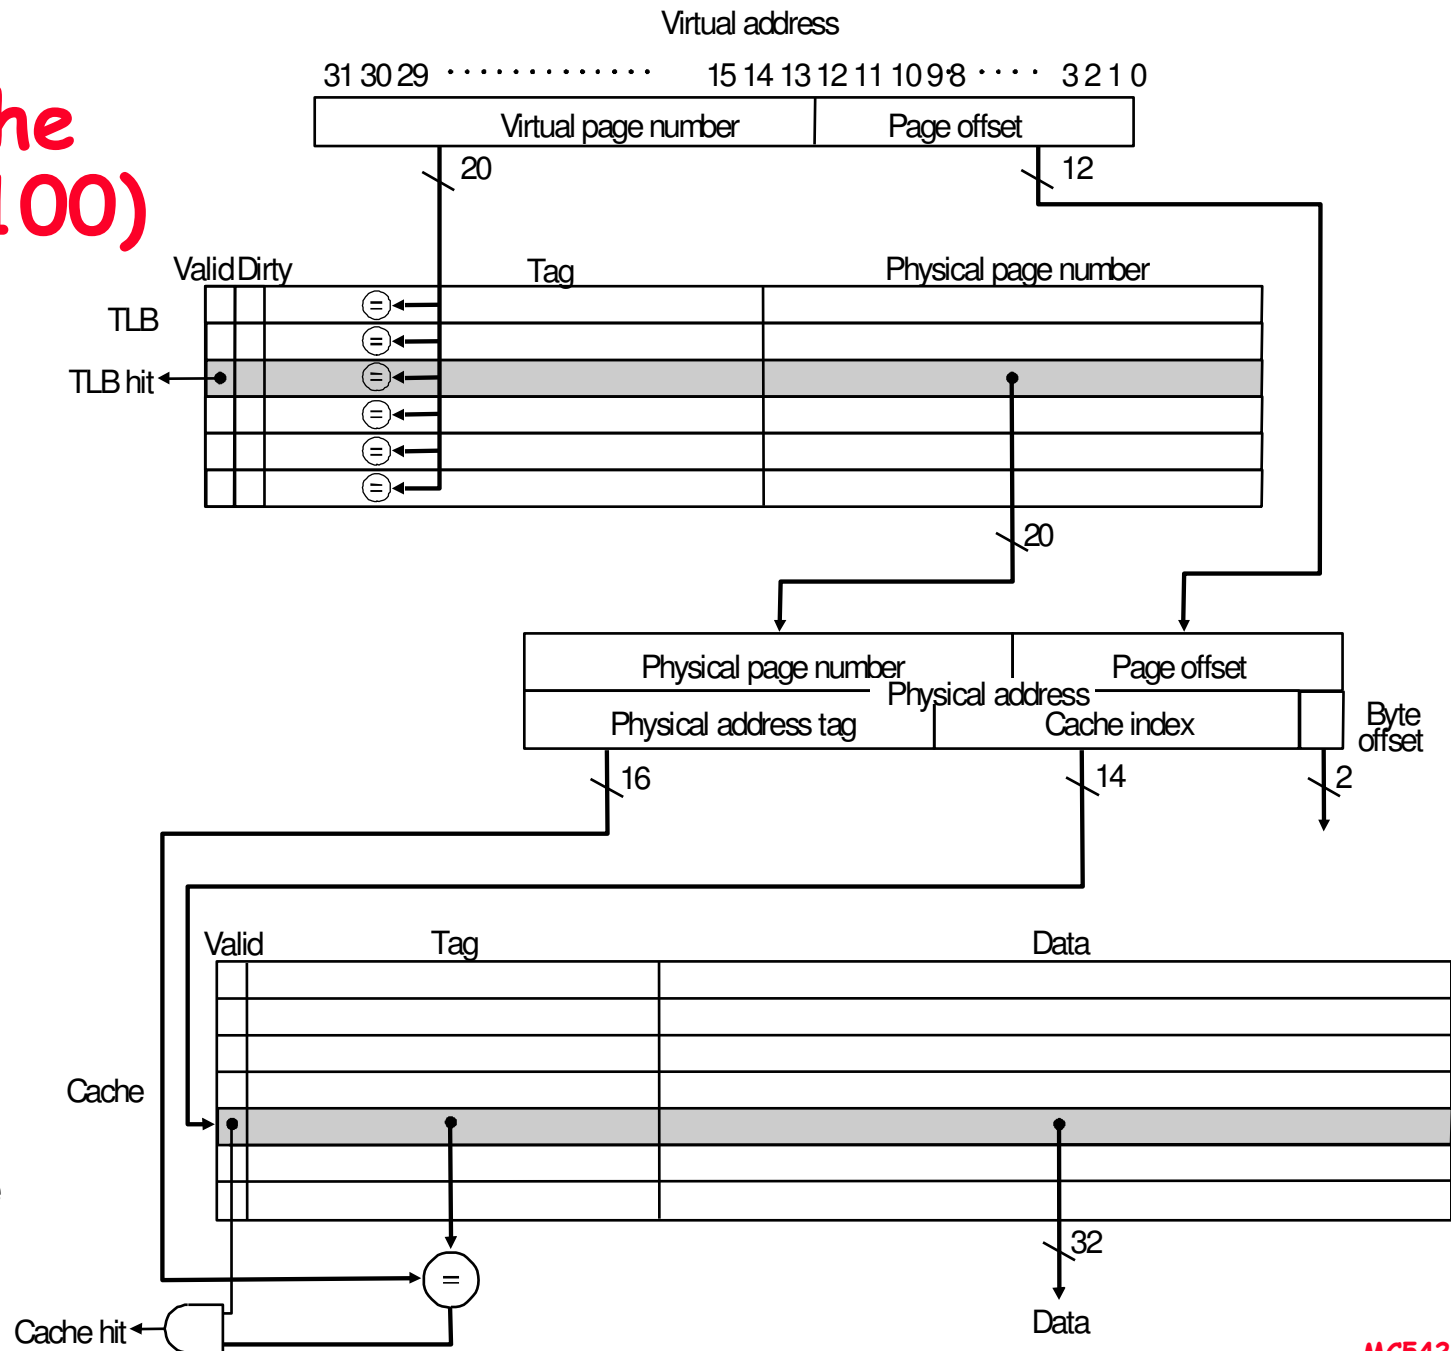 Virtual address
31 30 29 ············· 15 14 13 12 11 10 9 8 ···· 3 2 1 0
he
100)
Virtual page number Page offset
20 12
Valid Dirty Tag Physical page number
TLB
=
=
TLB hit =
=
=
=
20
Physical page number Page offset
Physical address
Physical address tag Cache index Byte offset
16 14 2
Valid Tag Data
Cache
32
=
Cache hit Data
MC542